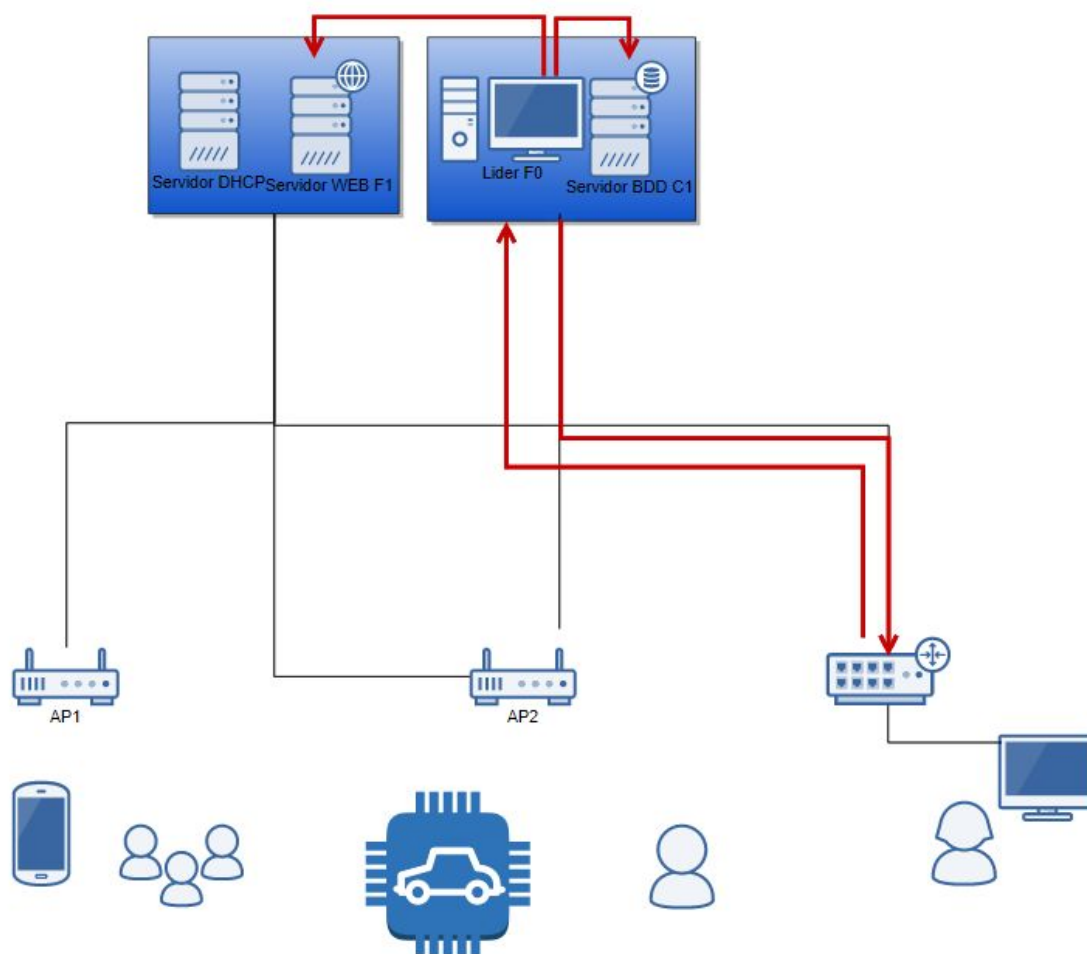 Servidor DHCP
Servidor WEB F1
Lider F0
Servidor BDD C1
AP1
AP2